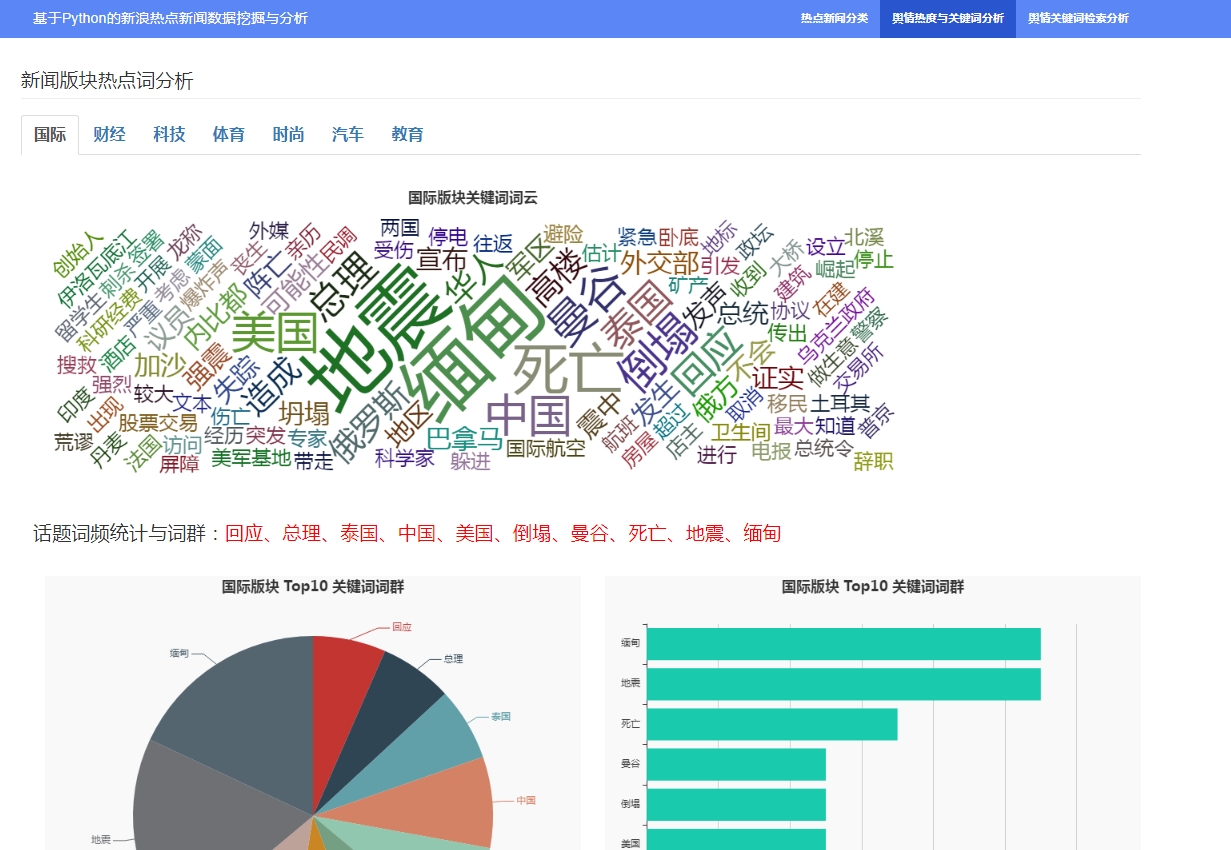 基于Python的新浪热点新闻数据挖掘与分析
热点新闻分类 舆情热度与关键词分析 舆情关键词检索分析
新闻版块热点词分析
国际 财经 科技 体育 时尚 汽车 教育
国际版块关键词词云
创始人
伊洛瓦底江
签署
龙称
外媒
亲历
民调
两国
停电
往返
避险
紧急
卧底
地标
政坛
设立
北溪
停止
留学生
刺杀
开展
蒙面
丧生
受伤
宣布
军区
估计
大桥
崛起
科研经费
严重
考虑
爆炸声
阵亡
可能性
总理
华人
高楼
外交部
引发
收到
建筑
在建
矿产
议员
内比都
美国
地震
缅甸
曼谷
泰国
发声
总统
协议
传出
乌克兰政府
警察
搜救
酒店
加沙
强震
失踪
造成
死亡
倒塌
回应
不会
证实
做生意
交易所
强烈
较大
文本
印度
出现
股票交易
伤亡
坍塌
俄罗斯
地区
中国
震中
发生
俄方
取消
移民
土耳其
荒谬
丹麦
法国
访问
屏障
经历
突发
专家
巴拿马
航班
超过
卫生间
最大
知道
普京
美军基地
带走
科学家
躲进
国际航空
房屋
店主
进行
电报
总统令
辞职
话题词频统计与词群：回应、总理、泰国、中国、美国、倒塌、曼谷、死亡、地震、缅甸
国际版块 Top10 关键词词群
回应
总理
泰国
中国
缅甸
地震
国际版块 Top10 关键词词群
缅甸
地震
死亡
曼谷
倒塌
美国